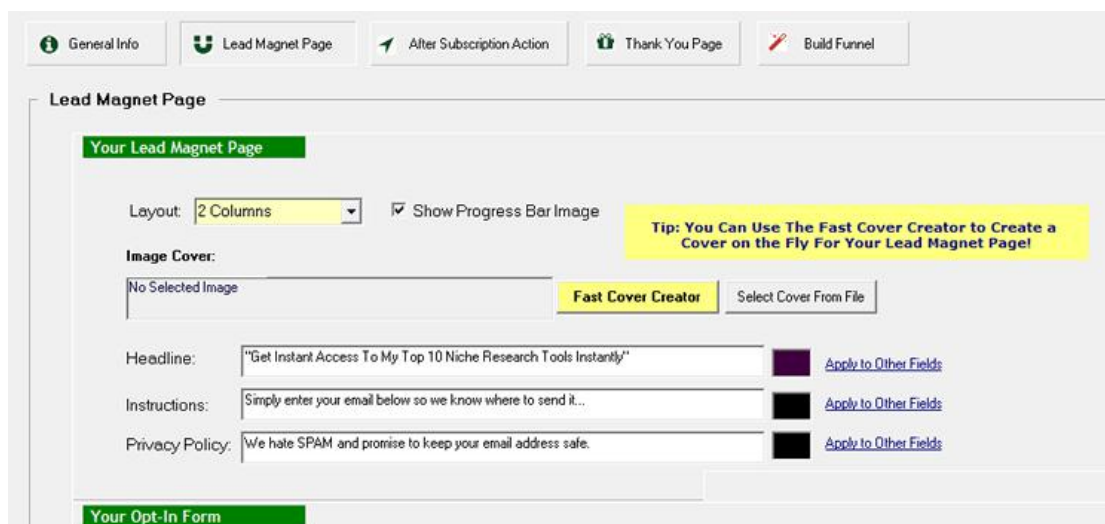 General Info
Lead Magnet Page
After Subscription Action
Thank You Page
Build Funnel
Lead Magnet Page
Your Lead Magnet Page
Layout: 2 Columns
Show Progress Bar Image
Tip: You Can Use The Fast Cover Creator to Create a
Cover on the Fly For Your Lead Magnet Page!
Image Cover:
No Selected Image
Fast Cover Creator
Select Cover From File
Headline: "Get Instant Access To My Top 10 Niche Research Tools Instantly" Apply to Other Fields
Instructions: Simply enter your email below so we know where to send it... Apply to Other Fields
Privacy Policy: We hate SPAM and promise to keep your email address safe. Apply to Other Fields
Your Opt-In Form